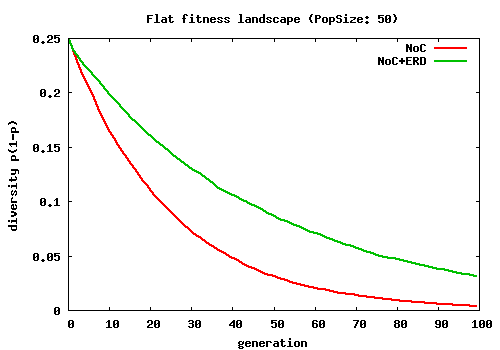 Flat fitness landscape (PopSize: 50)
NoC
NoC+ERD
0.25
0.2
0.15
0.1
0.05
0
diversity p(1-p)
0 10 20 30 40 50 60 70 80 90 100
generation